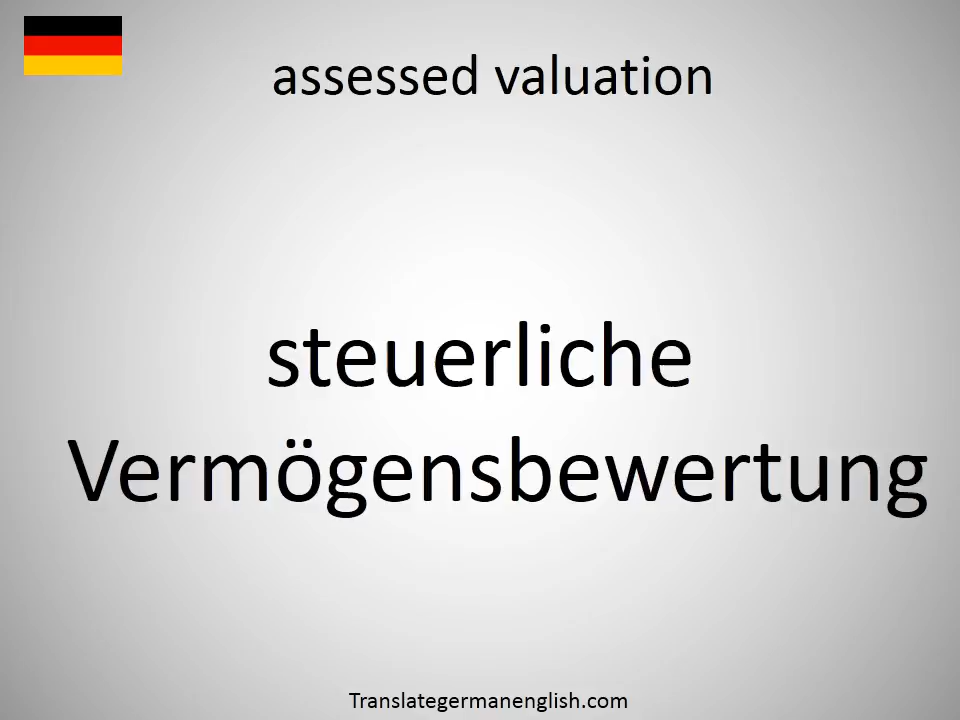 assessed valuation
steuerliche
Vermögensbewertung
Translategermanenglish.com